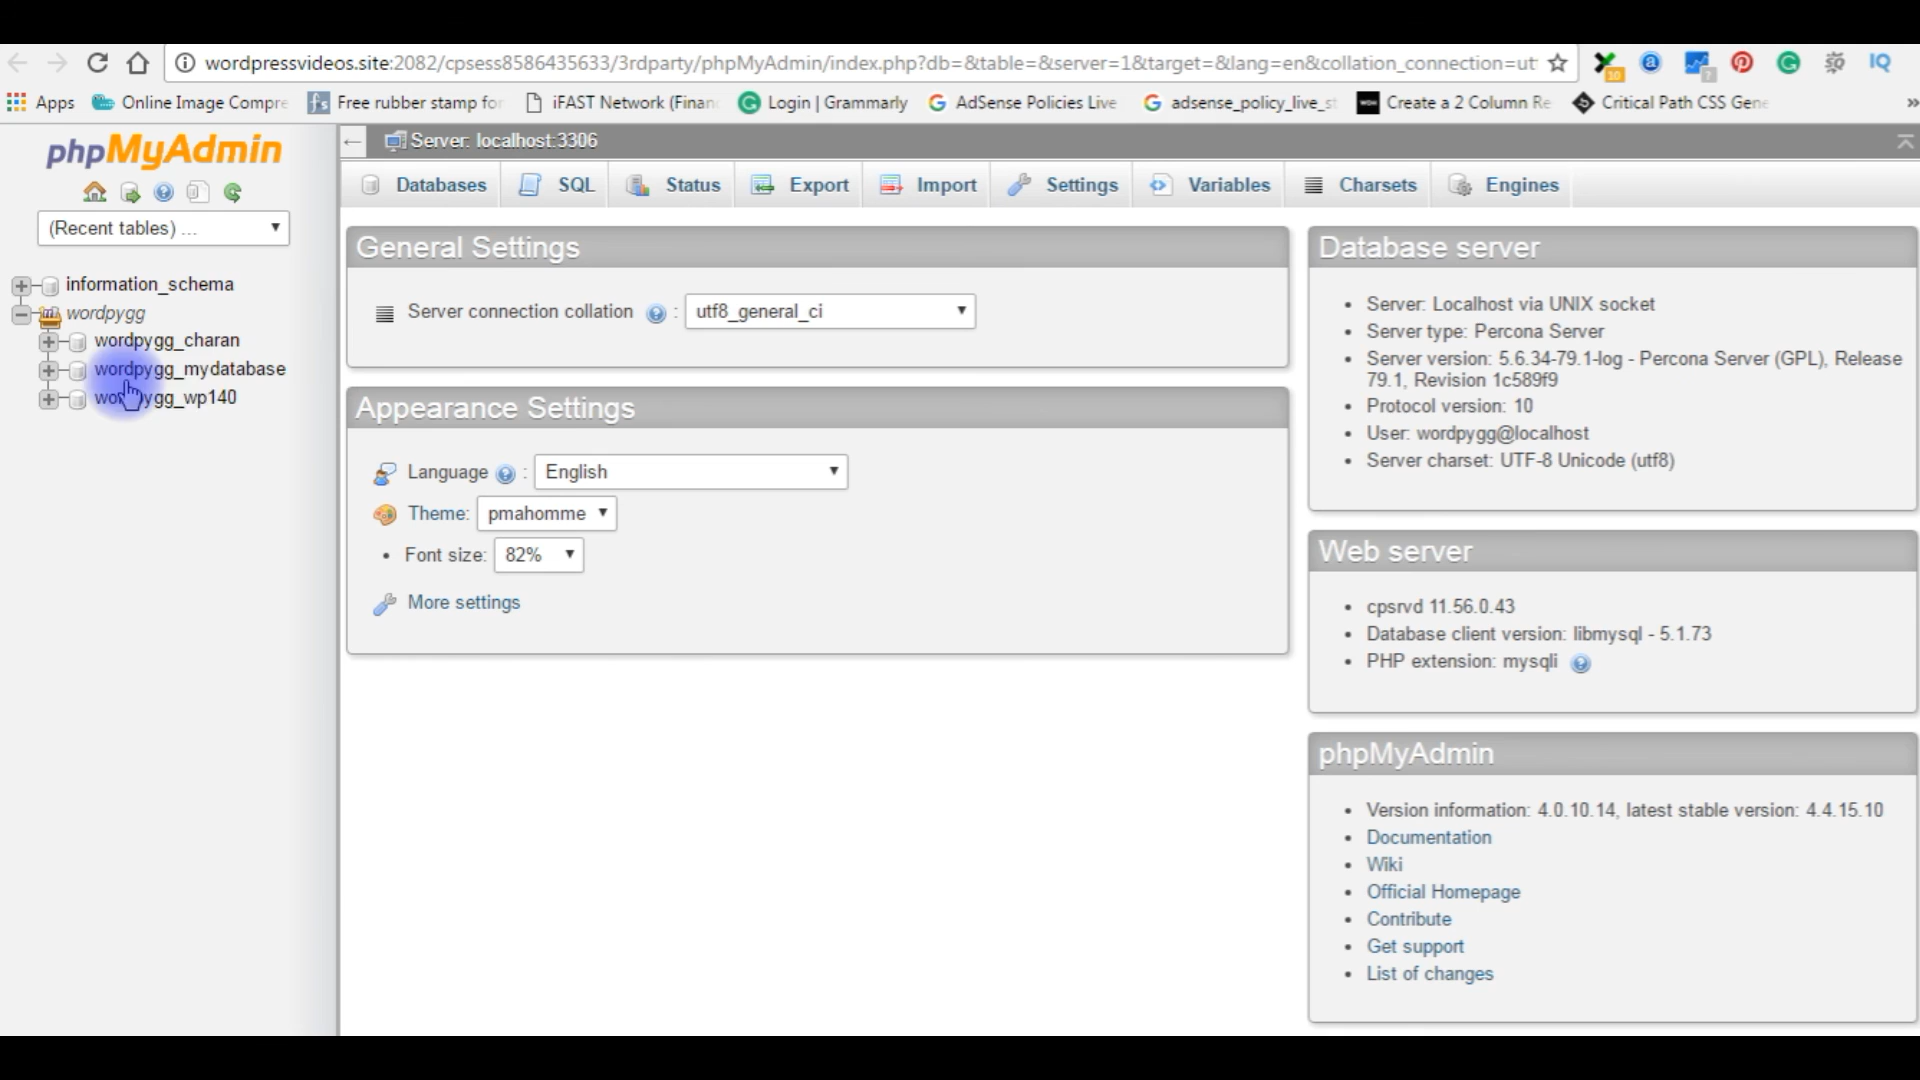 wordpressvideos.site:2082/cpsess8586435633/3rdparty/phpMyAdmin/index.php?db=&table=&server=1&target=&lang=en&collation_connection=ut
10
a
?
IQ
Apps
Online Image Compre
Free rubber stamp for
iFAST Network (Finan
Login | Grammarly
AdSense Policies Live
adsense_policy_live_st
Create a 2 Column Re
Critical Path CSS Gene
»
phpMyAdmin
(Recent tables) ...
information_schema
wordpygg
wordpygg_charan
wordpygg_mydatabase
wordpygg_wp140
Server: localhost:3306
Databases
SQL
Status
Export
Import
Settings
Variables
Charsets
Engines
General Settings
Server connection collation :
utf8_general_ci
Appearance Settings
Language :
English
Theme:
pmahomme
• Font size:
82%
More settings
Database server
• Server: Localhost via UNIX socket
• Server type: Percona Server
• Server version: 5.6.34-79.1-log - Percona Server (GPL), Release
79.1, Revision 1c589f9
• Protocol version: 10
• User: wordpygg@localhost
• Server charset: UTF-8 Unicode (utf8)
Web server
• cpsrvd 11.56.0.43
• Database client version: libmysql - 5.1.73
• PHP extension: mysqli
phpMyAdmin
• Version information: 4.0.10.14, latest stable version: 4.4.15.10
• Documentation
• Wiki
• Official Homepage
• Contribute
• Get support
• List of changes